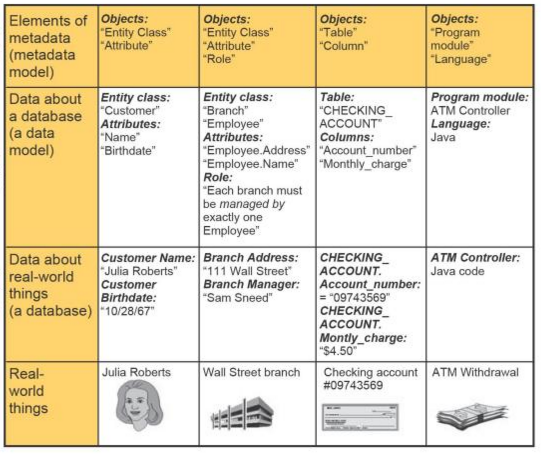 Elements of
metadata
(metadata
model)
Objects:
"Entity Class"
"Attribute"
Objects:
"Entity Class"
"Attribute"
"Role"
Objects:
"Table"
"Column"
Objects:
"Program
module"
"Language"
Data about
a database
(a data
model)
Entity class:
"Customer"
Attributes:
"Name"
"Birthdate"
Entity class:
"Branch"
"Employee"
Attributes:
"Employee.Address"
"Employee.Name"
Role:
"Each branch must
be managed by
exactly one
Employee"
Table:
"CHECKING_
ACCOUNT"
Columns:
"Account_number"
"Monthly_charge"
Program module:
ATM Controller
Language:
Java
Data about
real-world
things
(a database)
Customer Name:
"Julia Roberts"
Customer
Birthdate:
"10/28/67"
Branch Address:
"111 Wall Street"
Branch Manager:
"Sam Sneed"
CHECKING_
ACCOUNT.
Account_number:
= "09743569"
CHECKING_
ACCOUNT.
Montly_charge:
"$4.50"
ATM Controller:
Java code
Real-
world
things
Julia Roberts
Wall Street branch
Checking account
#09743569
ATM Withdrawal